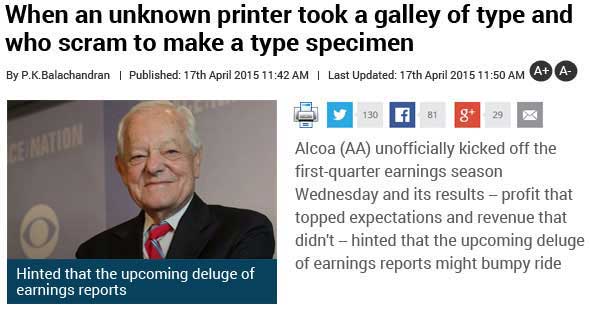 When an unknown printer took a galley of type and
who scram to make a type specimen
By P.K.Balachandran | Published: 17th April 2015 11:42 AM | Last Updated: 17th April 2015 11:50 AM A+ A-
CE NATION
130 81 g+ 29
Alcoa (AA) unofficially kicked off the
first-quarter earnings season
Wednesday and its results – profit that
topped expectations and revenue that
didn't – hinted that the upcoming deluge
of earnings reports might bumpy ride
Hinted that the upcoming deluge of
earnings reports